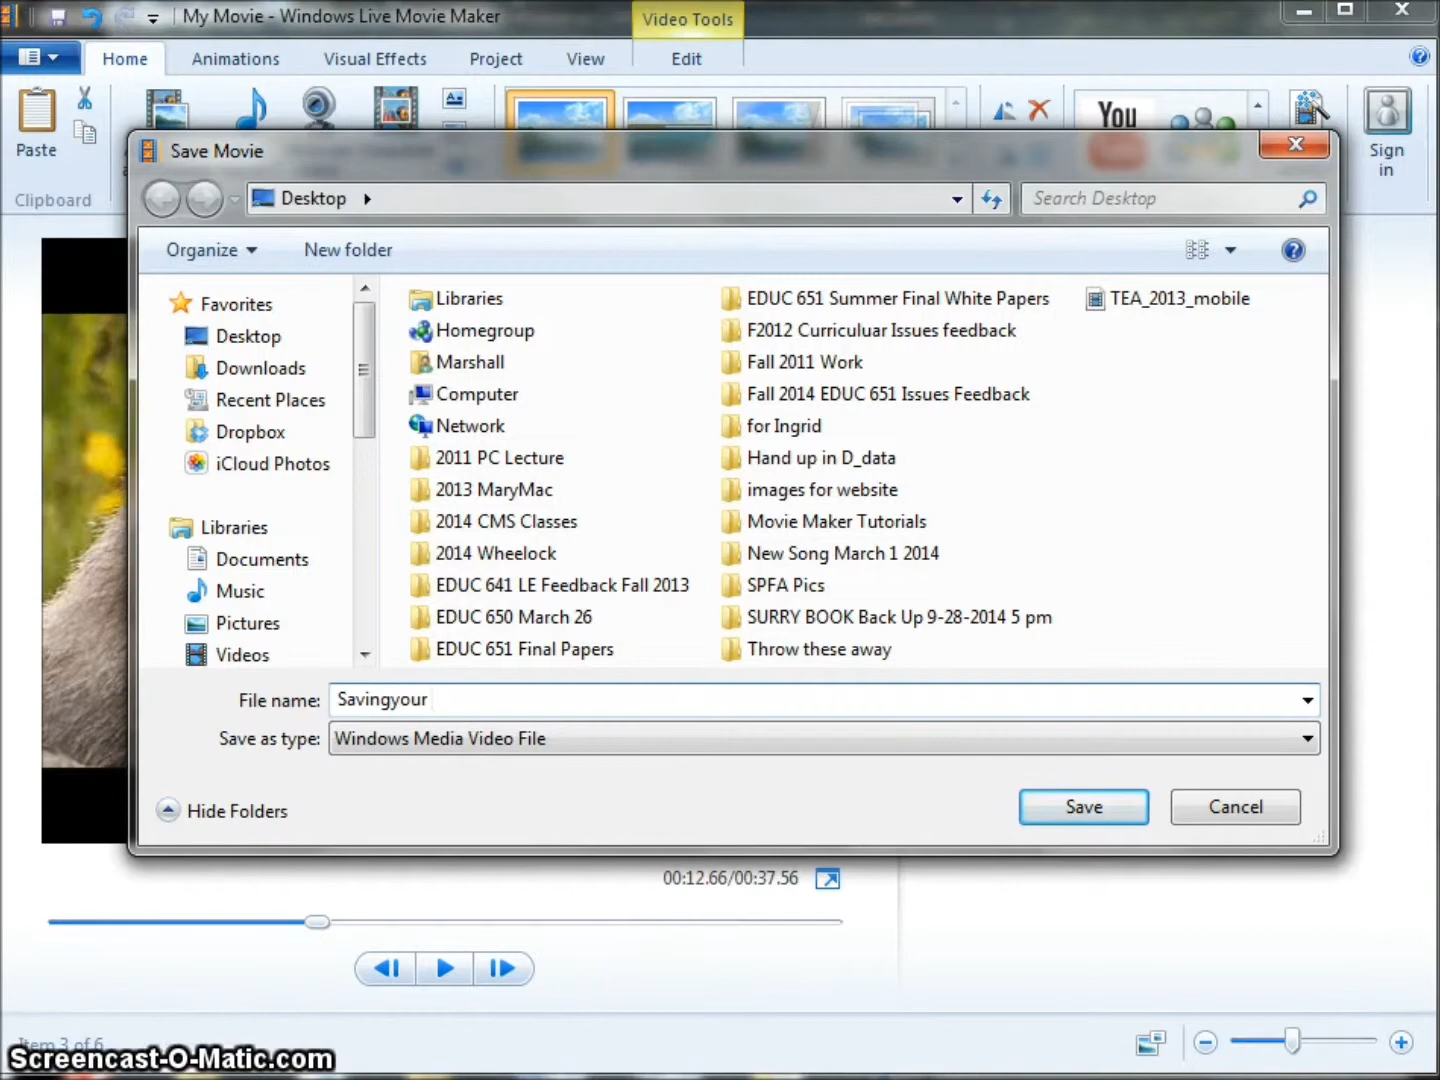 My Movie - Windows Live Movie Maker
Video Tools
Home
Animations
Visual Effects
Project
View
Edit
Paste
You
Sign
in
Clipboard
Save Movie
Desktop
Search Desktop
Organize
New folder
Favorites
Desktop
Downloads
Recent Places
Dropbox
iCloud Photos
Libraries
Documents
Music
Pictures
Videos
Libraries
Homegroup
Marshall
Computer
Network
2011 PC Lecture
2013 MaryMac
2014 CMS Classes
2014 Wheelock
EDUC 641 LE Feedback Fall 2013
EDUC 650 March 26
EDUC 651 Final Papers
EDUC 651 Summer Final White Papers
F2012 Curriculuar Issues feedback
Fall 2011 Work
Fall 2014 EDUC 651 Issues Feedback
for Ingrid
Hand up in D_data
images for website
Movie Maker Tutorials
New Song March 1 2014
SPFA Pics
SURRY BOOK Back Up 9-28-2014 5 pm
Throw these away
TEA_2013_mobile
File name: Savingyour
Save as type: Windows Media Video File
Hide Folders
Save
Cancel
00:12.66/00:37.56
Item 3 of 6
Screencast-O-Matic.com